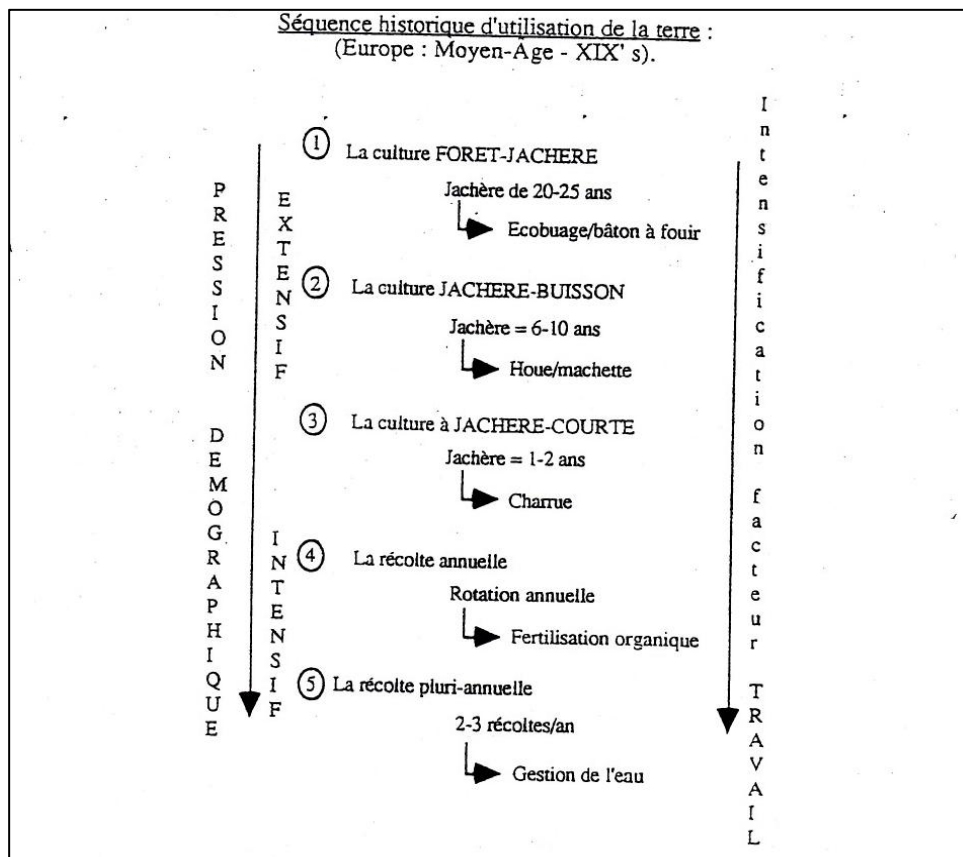 Séquence historique d'utilisation de la terre :
(Europe : Moyen-Âge - XIX' s).
PRESSION DEMOGRAPHIQUE
EXTENSIF
INTENSIF
1 La culture FORET-JACHERE
Jachère de 20-25 ans
Ecobuage/bâton à fouir
2 La culture JACHERE-BUISSON
Jachère = 6-10 ans
Houe/machette
3 La culture à JACHERE-COURTE
Jachère = 1-2 ans
Charrue
4 La récolte annuelle
Rotation annuelle
Fertilisation organique
5 La récolte pluri-annuelle
2-3 récoltes/an
Gestion de l'eau
Intensification facteur TRAVAIL